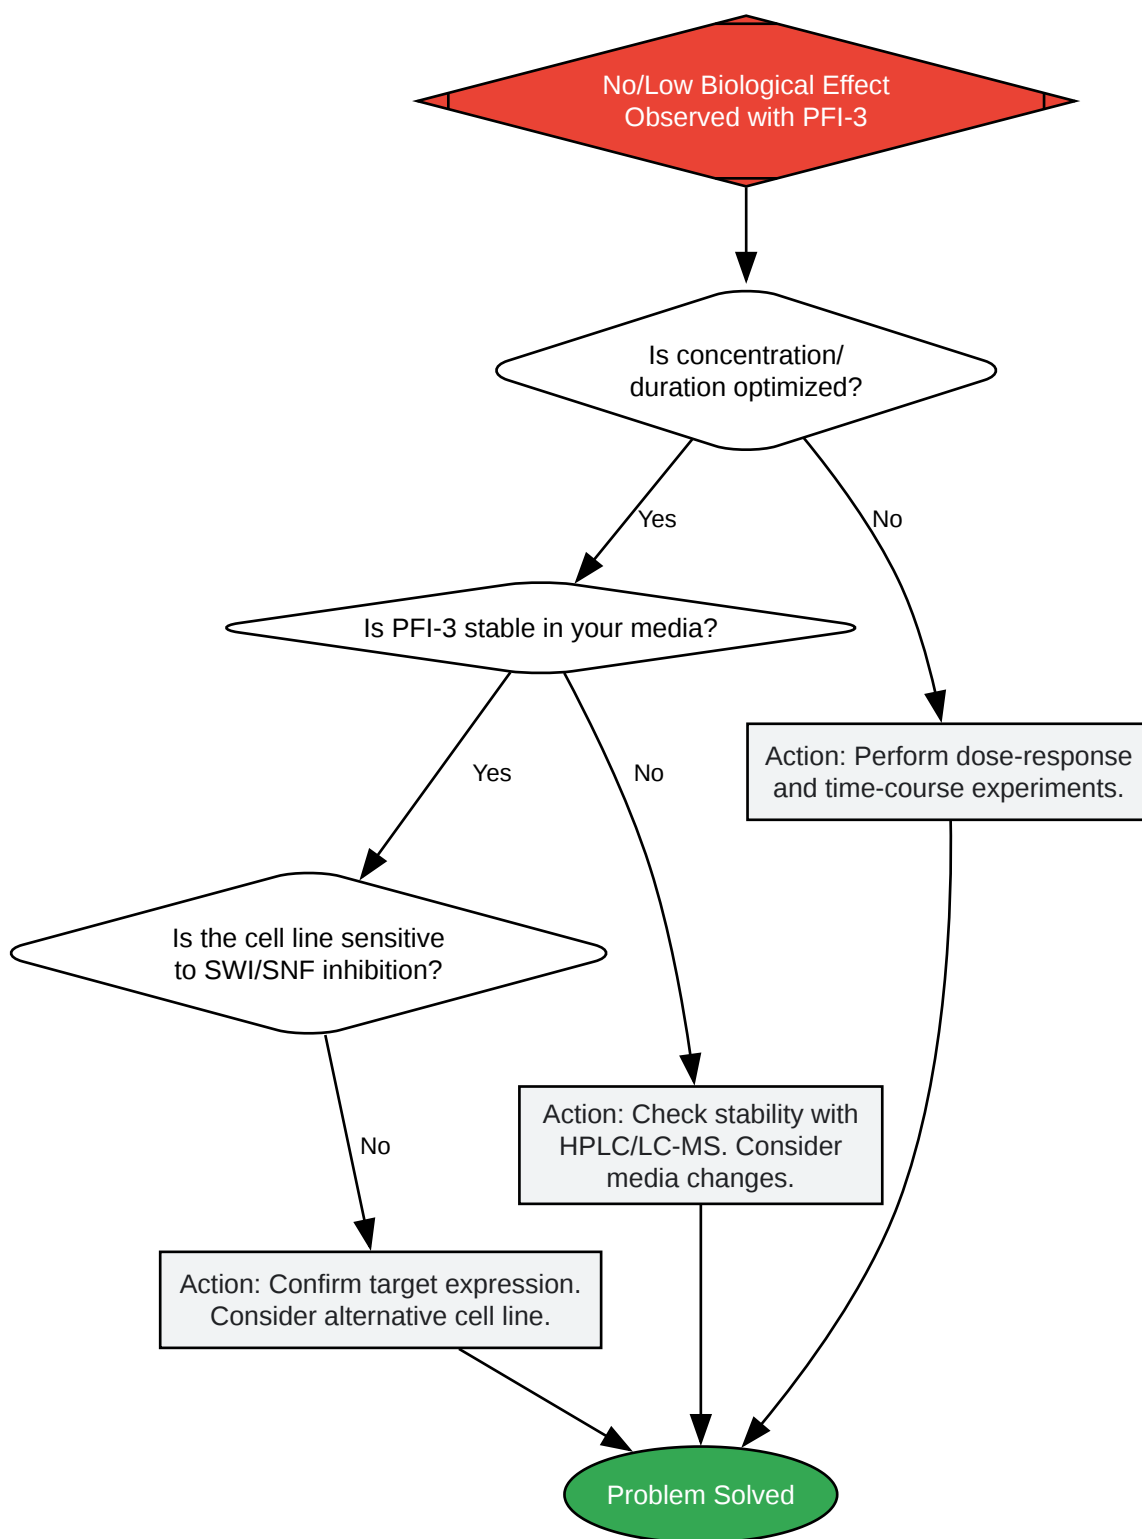 No/Low Biological Effect
Observed with PFI-3
Is concentration/
duration optimized?
Yes
No
Is PFI-3 stable in your media?
Action: Perform dose-response
and time-course experiments.
Yes
No
Is the cell line sensitive
to SWI/SNF inhibition?
Action: Check stability with
HPLC/LC-MS. Consider
media changes.
No
Action: Confirm target expression.
Consider alternative cell line.
Problem Solved